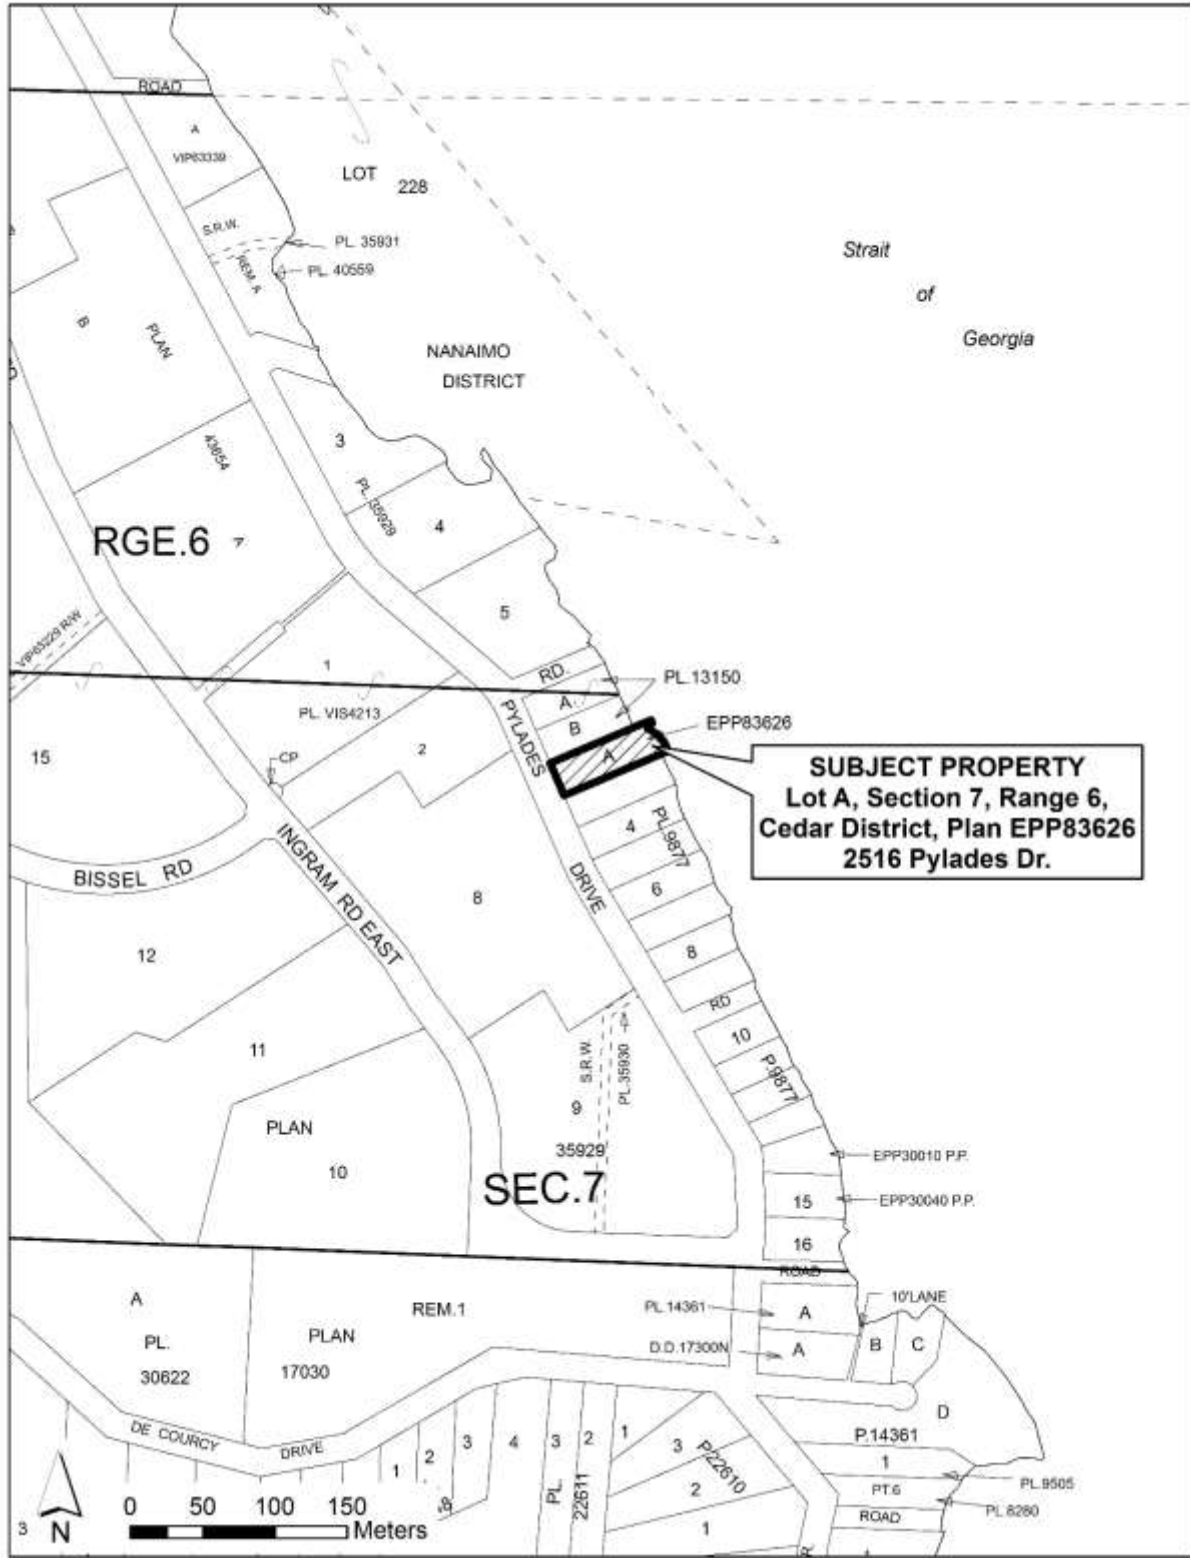 ROAD
A
VIP63339
LOT 228
S.R.W.
PL. 35931
REM. A
PL. 40559
Strait
of
Georgia
B
PLAN
NANAIMO
DISTRICT
43654
A
3
PL. 35929
4
RGE.6
5
VIP63229 R/W
1
RD.
PL.13150
A
PL. VIS4213
PYLADES
B
EPP83626
15
CP
2
A
SUBJECT PROPERTY
Lot A, Section 7, Range 6,
Cedar District, Plan EPP83626
2516 Pylades Dr.
4
PL.9877
BISSEL RD
INGRAM RD EAST
DRIVE
6
8
12
8
RD
10
11
S.R.W.
PL.35930
P.9877
9
PLAN
35929
EPP30010 P.P.
10
SEC.7
15
EPP30040 P.P.
16
ROAD
A
REM.1
PL.14361
A
10'LANE
PL.
PLAN
D.D.17300N
A
B
C
30622
17030
D
DE COURCY DRIVE
P.14361
1
2
3
4
3
2
1
3
P.22610
1
PL.9505
PL.
22611
2
PT.6
PL.8280
1
ROAD
3
N
0 50 100 150
Meters